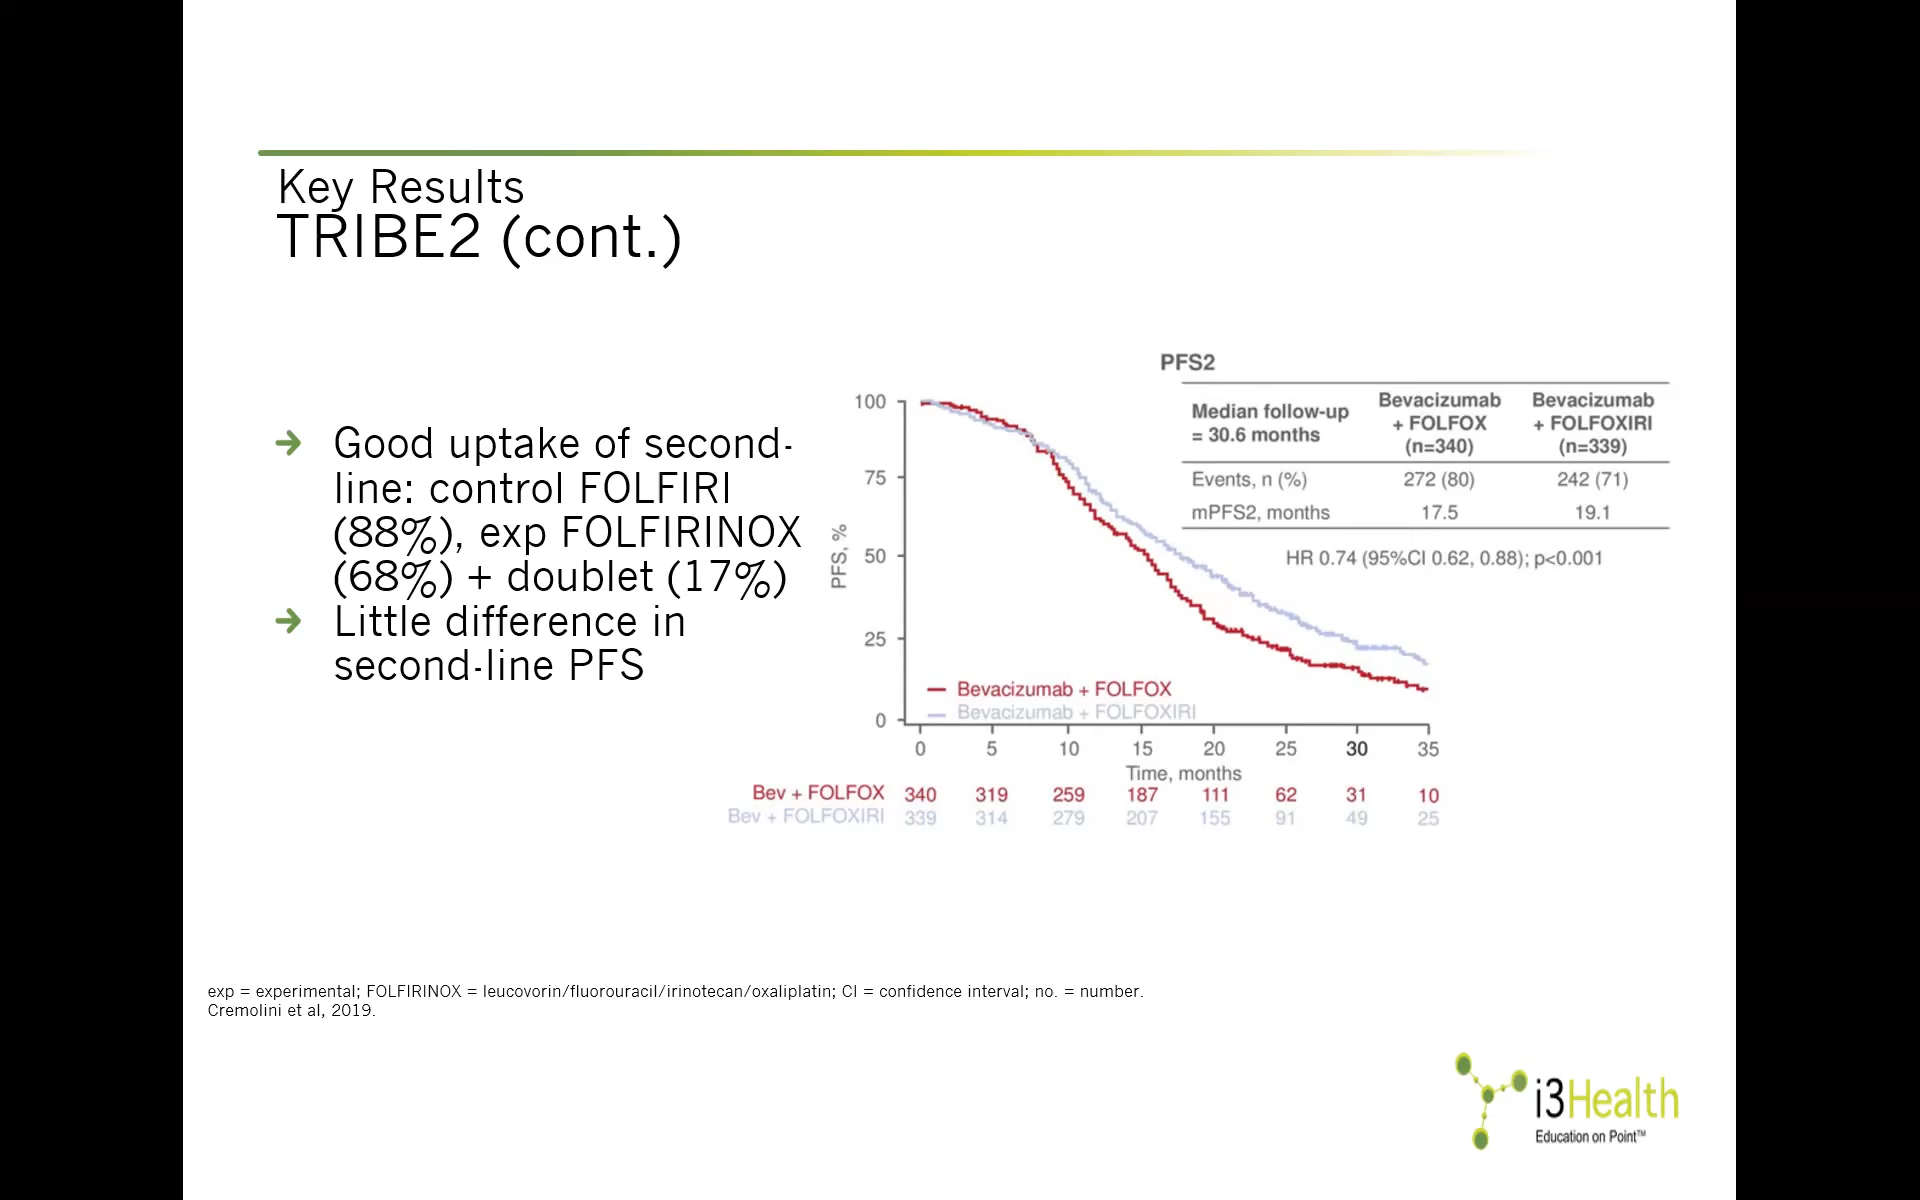 Key Results
TRIBE2 (cont.)
➔ Good uptake of second-
line: control FOLFIRI
(88%), exp FOLFIRINOX
(68%) + doublet (17%)
➔ Little difference in
second-line PFS
PFS2
Median follow-up
= 30.6 months
Bevacizumab
+ FOLFOX
(n=340)
Bevacizumab
+ FOLFOXIRI
(n=339)
Events, n (%) 272 (80) 242 (71)
mPFS2, months 17.5 19.1
HR 0.74 (95%CI 0.62, 0.88); p<0.001
PFS, %
100
75
50
25
0
Bevacizumab + FOLFOX
Bevacizumab + FOLFOXIRI
0 5 10 15 20 25 30 35
Time, months
Bev + FOLFOX 340 319 259 187 111 62 31 10
Bev + FOLFOXIRI 339 314 279 207 155 91 49 25
exp = experimental; FOLFIRINOX = leucovorin/fluorouracil/irinotecan/oxaliplatin; CI = confidence interval; no. = number.
Cremolini et al, 2019.
i3Health
Education on Point™